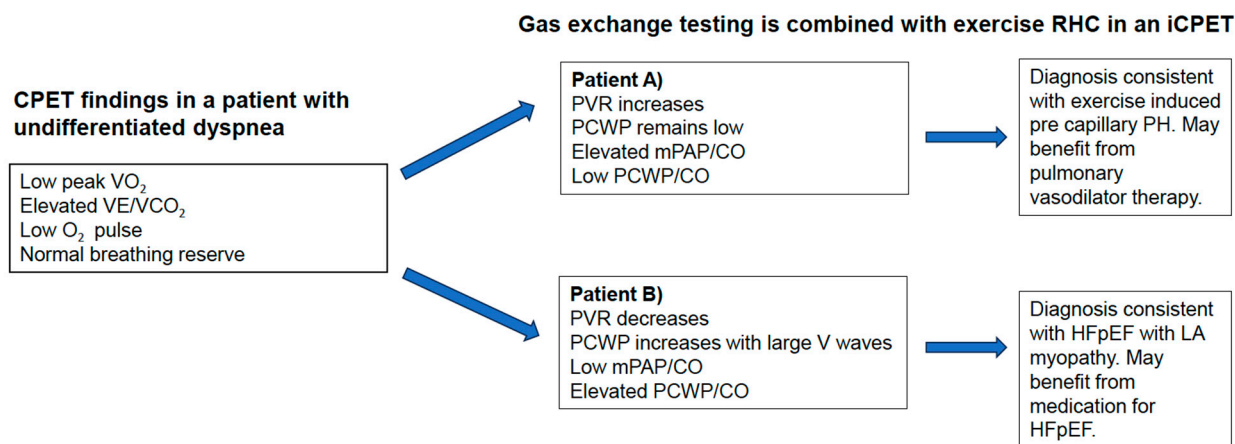 Gas exchange testing is combined with exercise RHC in an iCPET
CPET findings in a patient with
undifferentiated dyspnea
Low peak VO₂
Elevated VE/VCO₂
Low O₂ pulse
Normal breathing reserve
Patient A)
PVR increases
PCWP remains low
Elevated mPAP/CO
Low PCWP/CO
Diagnosis consistent
with exercise induced
pre capillary PH. May
benefit from
pulmonary
vasodilator therapy.
Patient B)
PVR decreases
PCWP increases with large V waves
Low mPAP/CO
Elevated PCWP/CO
Diagnosis consistent
with HFpEF with LA
myopathy. May
benefit from
medication for
HFpEF.